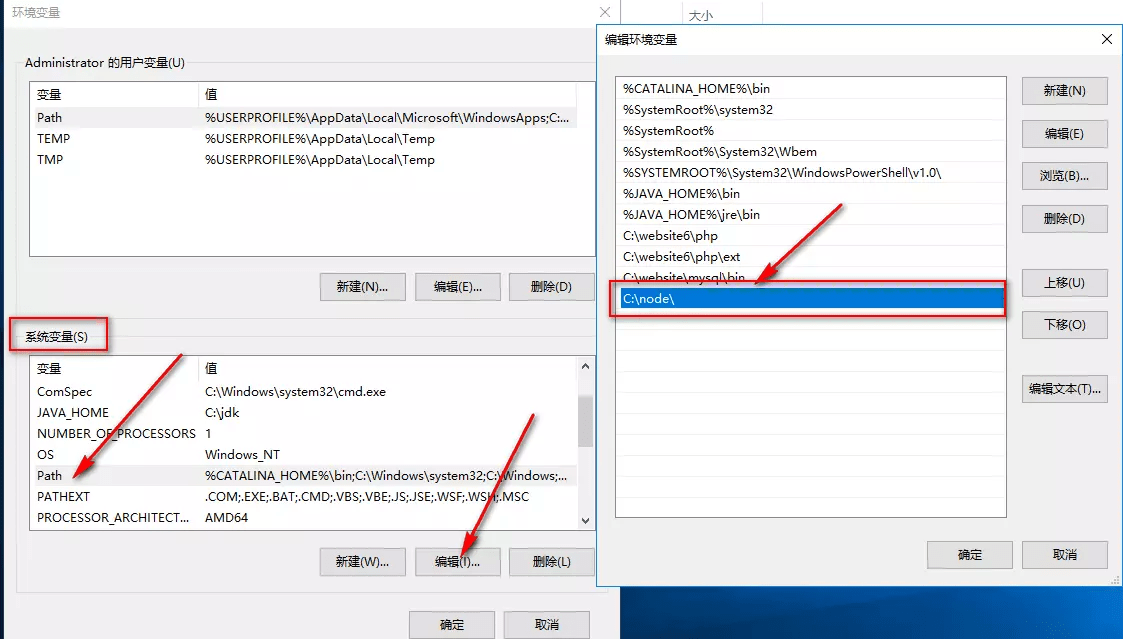 环境变量
大小
Administrator 的用户变量(U)
变量 值
Path %USERPROFILE%\AppData\Local\Microsoft\WindowsApps;C:...
TEMP %USERPROFILE%\AppData\Local\Temp
TMP %USERPROFILE%\AppData\Local\Temp
新建(N)... 编辑(E)... 删除(D)
系统变量(S)
变量 值
ComSpec C:\Windows\system32\cmd.exe
JAVA_HOME C:\jdk
NUMBER_OF_PROCESSORS 1
OS Windows_NT
Path %CATALINA_HOME%\bin;C:\Windows\system32;C:\Windows;...
PATHEXT .COM;.EXE;.BAT;.CMD;.VBS;.VBE;.JS;.JSE;.WSF;.WSH;.MSC
PROCESSOR_ARCHITECT... AMD64
新建(W)... 编辑(I)... 删除(L)
确定 取消
编辑环境变量
%CATALINA_HOME%\bin
%SystemRoot%\system32
%SystemRoot%
%SystemRoot%\System32\Wbem
%SYSTEMROOT%\System32\WindowsPowerShell\v1.0\
%JAVA_HOME%\bin
%JAVA_HOME%\jre\bin
C:\website6\php
C:\website6\php\ext
C:\website\mysql\bin
C:\node\
新建(N)
编辑(E)
浏览(B)...
删除(D)
上移(U)
下移(O)
编辑文本(T)...
确定 取消